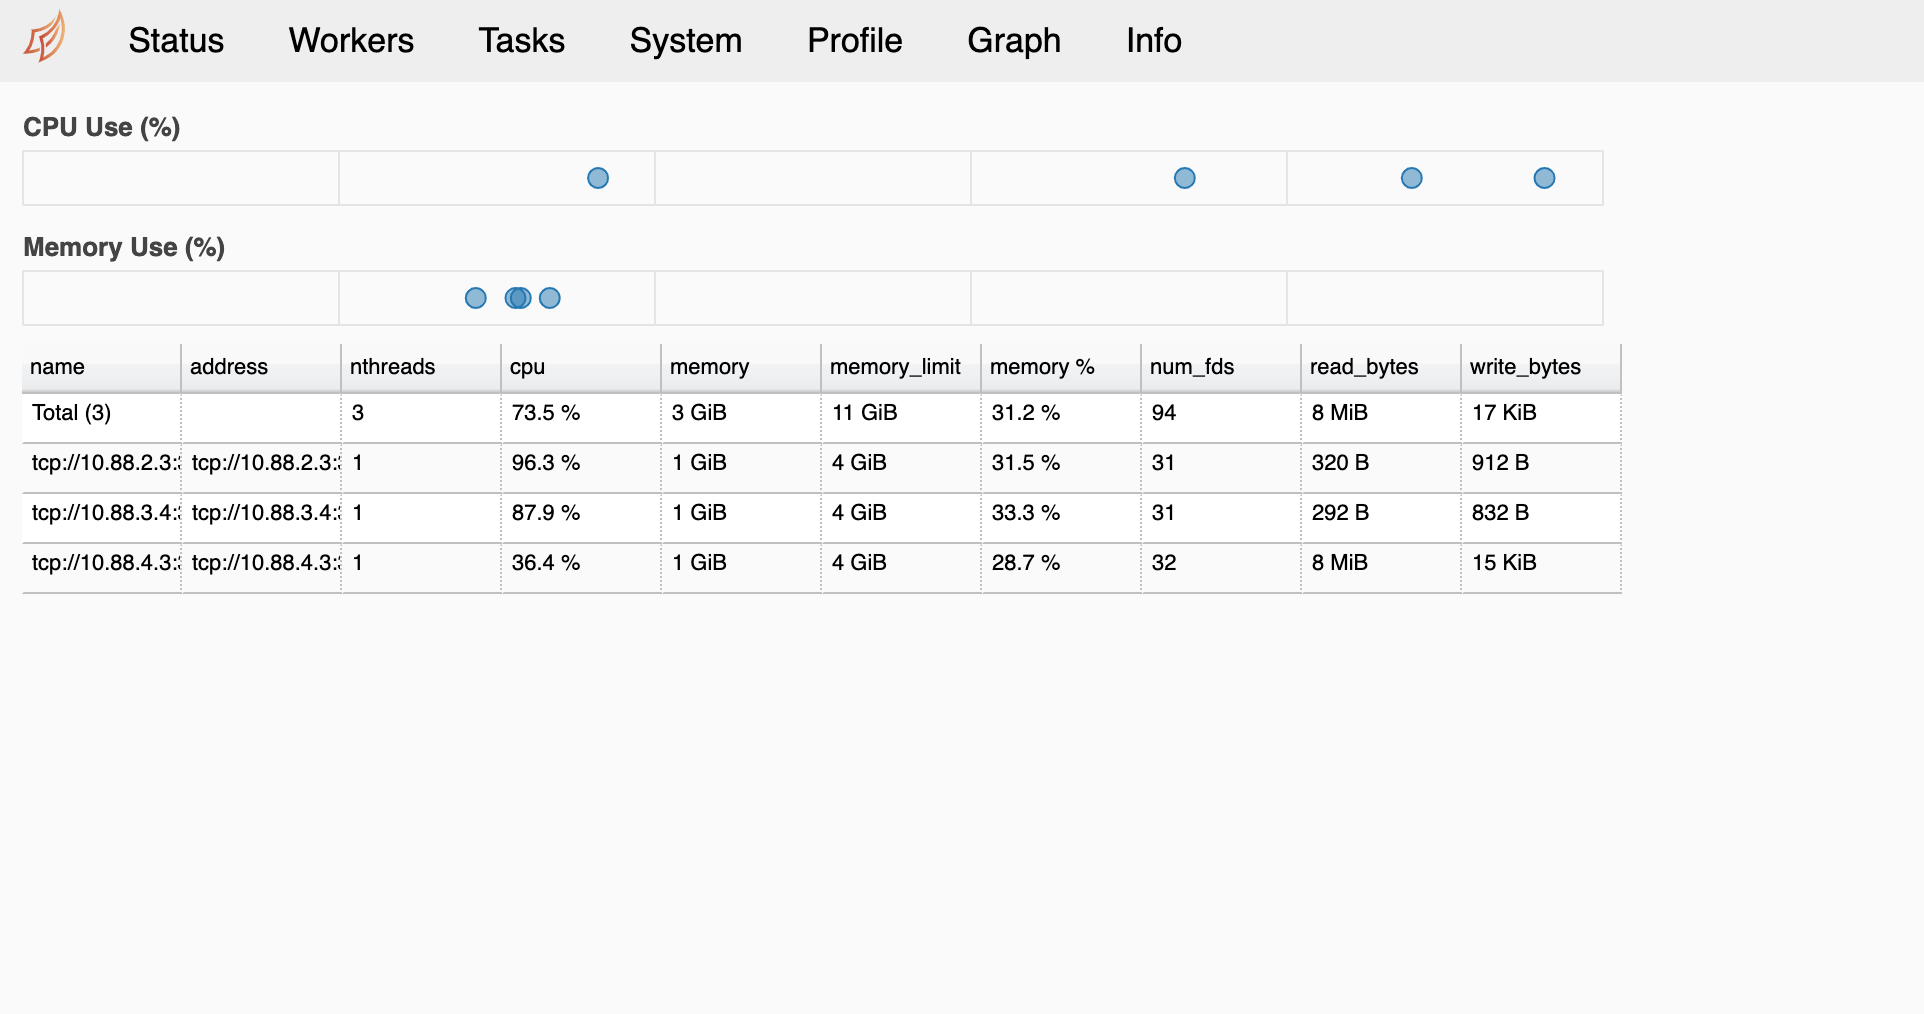 Status Workers Tasks System Profile Graph Info
CPU Use (%)
Memory Use (%)
name address nthreads cpu memory memory_limit memory % num_fds read_bytes write_bytes
Total (3) 3 73.5 % 3 GiB 11 GiB 31.2 % 94 8 MiB 17 KiB
tcp://10.88.2.3: tcp://10.88.2.3: 1 96.3 % 1 GiB 4 GiB 31.5 % 31 320 B 912 B
tcp://10.88.3.4: tcp://10.88.3.4: 1 87.9 % 1 GiB 4 GiB 33.3 % 31 292 B 832 B
tcp://10.88.4.3: tcp://10.88.4.3: 1 36.4 % 1 GiB 4 GiB 28.7 % 32 8 MiB 15 KiB